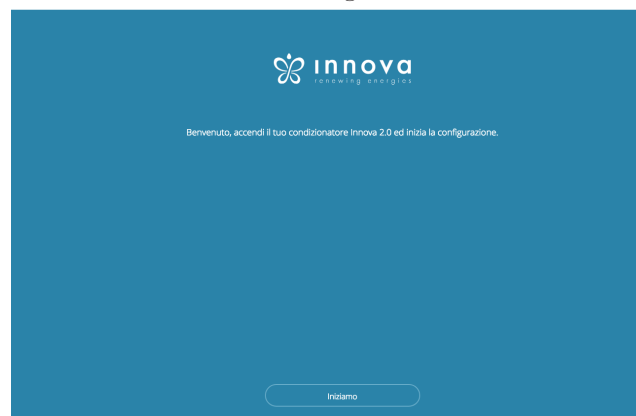 innova
renewing energies
Benvenuto, accendi il tuo condizionatore Innova 2.0 ed inizia la configurazione.
Iniziamo